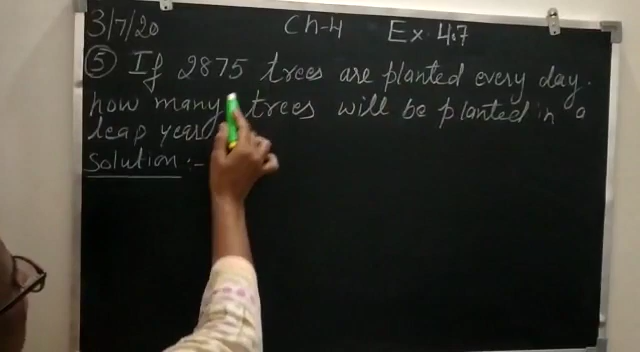 3/7/20 Ch-4 Ex 4.7
⑤ If 2875 trees are planted every day.
how many trees will be planted in a
leap year
Solution :-